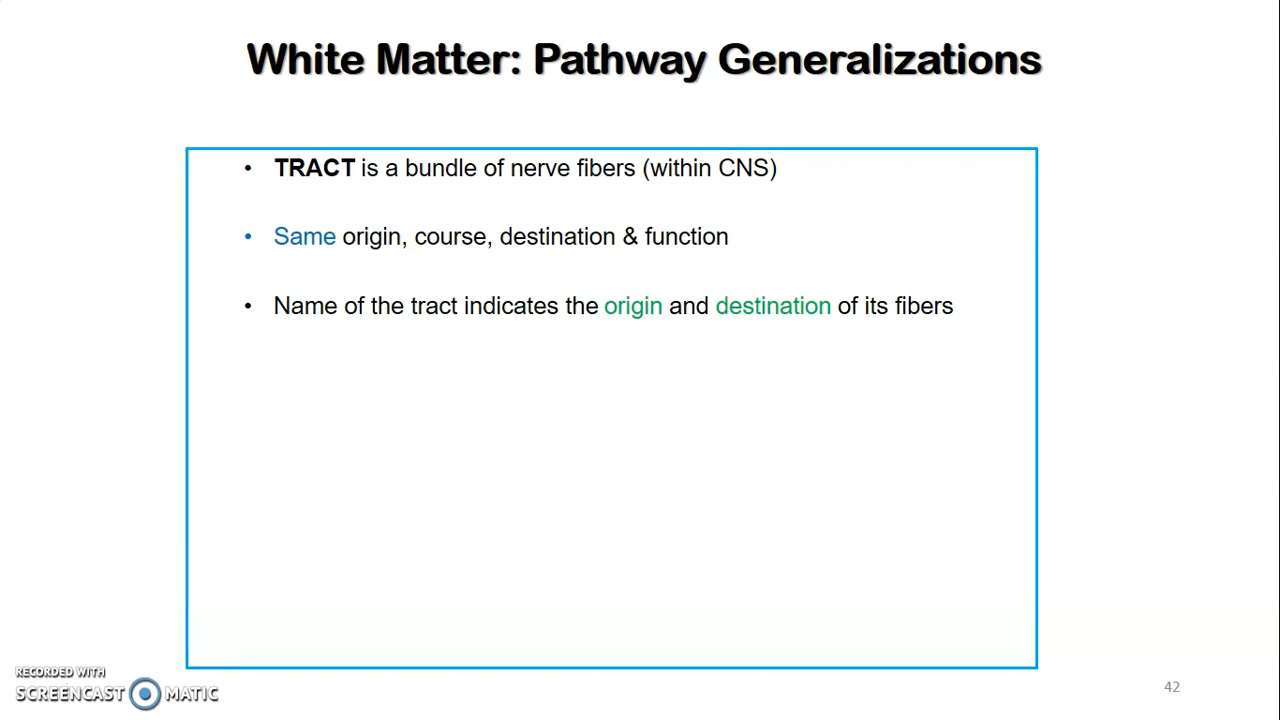 White Matter: Pathway Generalizations
• TRACT is a bundle of nerve fibers (within CNS)
• Same origin, course, destination & function
• Name of the tract indicates the origin and destination of its fibers
RECORDED WITH
SCREENCAST MATIC
42